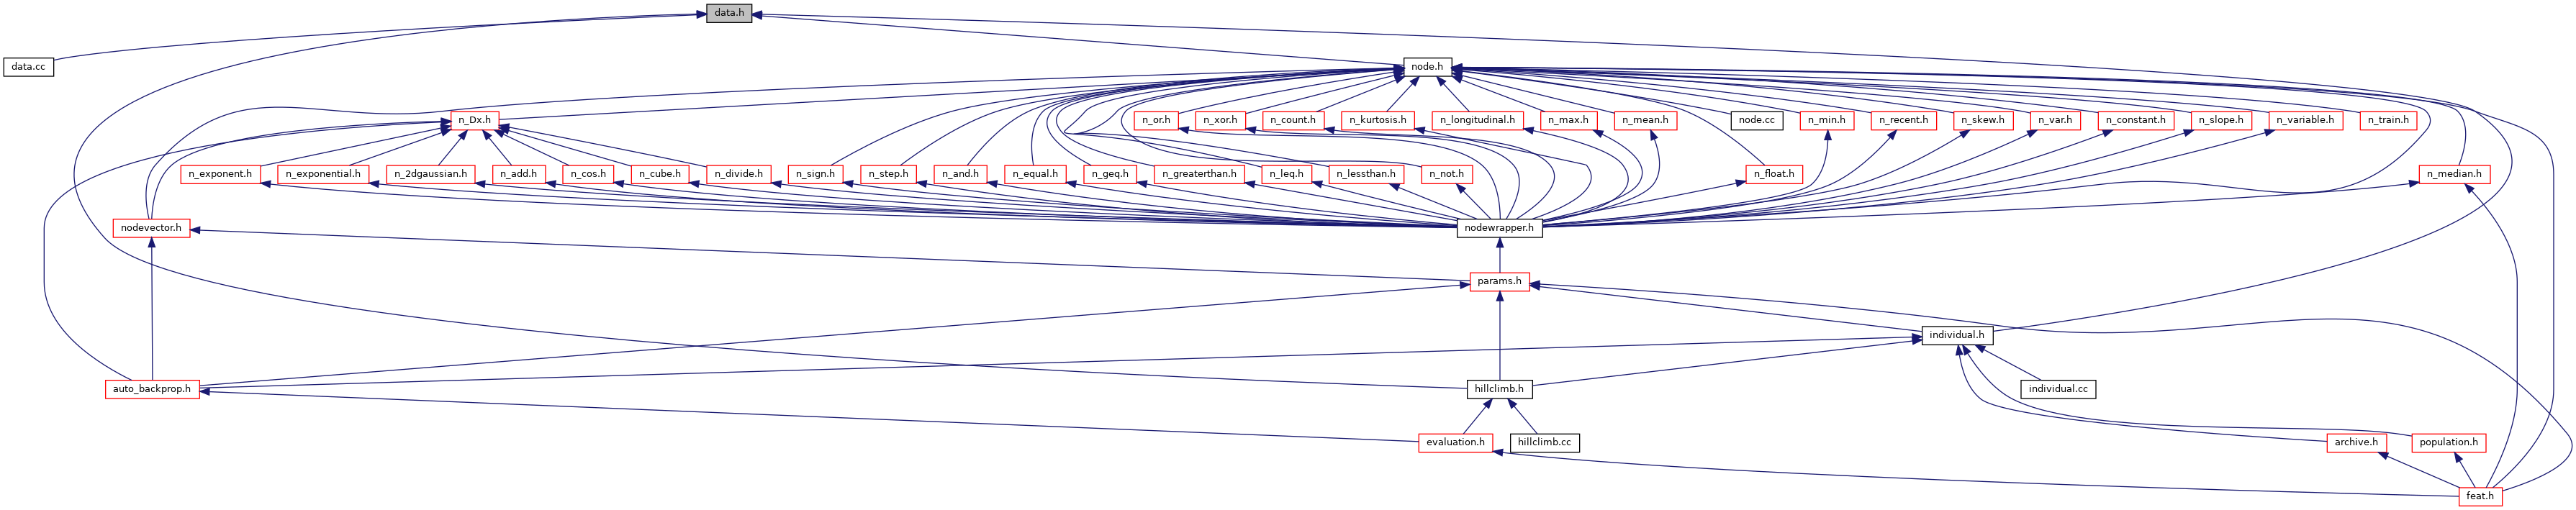 data.h
data.cc
node.h
n_Dx.h
n_or.h
n_xor.h
n_count.h
n_kurtosis.h
n_longitudinal.h
n_max.h
n_mean.h
node.cc
n_min.h
n_recent.h
n_skew.h
n_var.h
n_constant.h
n_slope.h
n_variable.h
n_train.h
n_exponent.h
n_exponential.h
n_2dgaussian.h
n_add.h
n_cos.h
n_cube.h
n_divide.h
n_sign.h
n_step.h
n_and.h
n_equal.h
n_geq.h
n_greaterthan.h
n_leq.h
n_lessthan.h
n_not.h
n_float.h
n_median.h
nodevector.h
nodewrapper.h
params.h
individual.h
auto_backprop.h
hillclimb.h
individual.cc
evaluation.h
hillclimb.cc
archive.h
population.h
feat.h